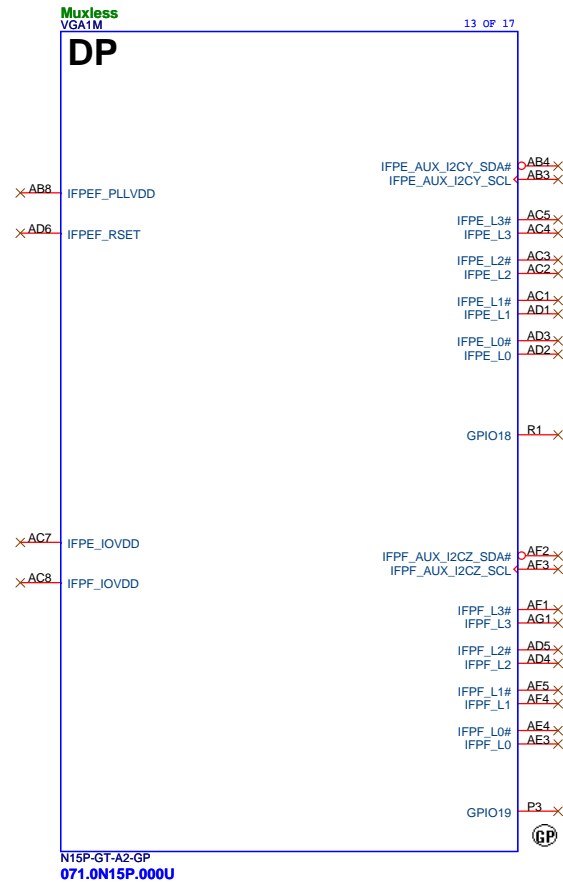 Muxless
VGA1M 13 OF 17
DP
IFPE_AUX_I2CY_SDA# AB4
IFPE_AUX_I2CY_SCL AB3
AB8 IFPEF_PLLVDD
IFPE_L3# AC5
AD6 IFPEF_RSET IFPE_L3 AC4
IFPE_L2# AC3
IFPE_L2 AC2
IFPE_L1# AC1
IFPE_L1 AD1
IFPE_L0# AD3
IFPE_L0 AD2
GPIO18 R1
AC7 IFPE_IOVDD
IFPF_AUX_I2CZ_SDA# AF2
IFPF_AUX_I2CZ_SCL AF3
AC8 IFPF_IOVDD
IFPF_L3# AF1
IFPF_L3 AG1
IFPF_L2# AD5
IFPF_L2 AD4
IFPF_L1# AF5
IFPF_L1 AF4
IFPF_L0# AE4
IFPF_L0 AE3
GPIO19 P3
GP
N15P-GT-A2-GP
071.0N15P.000U